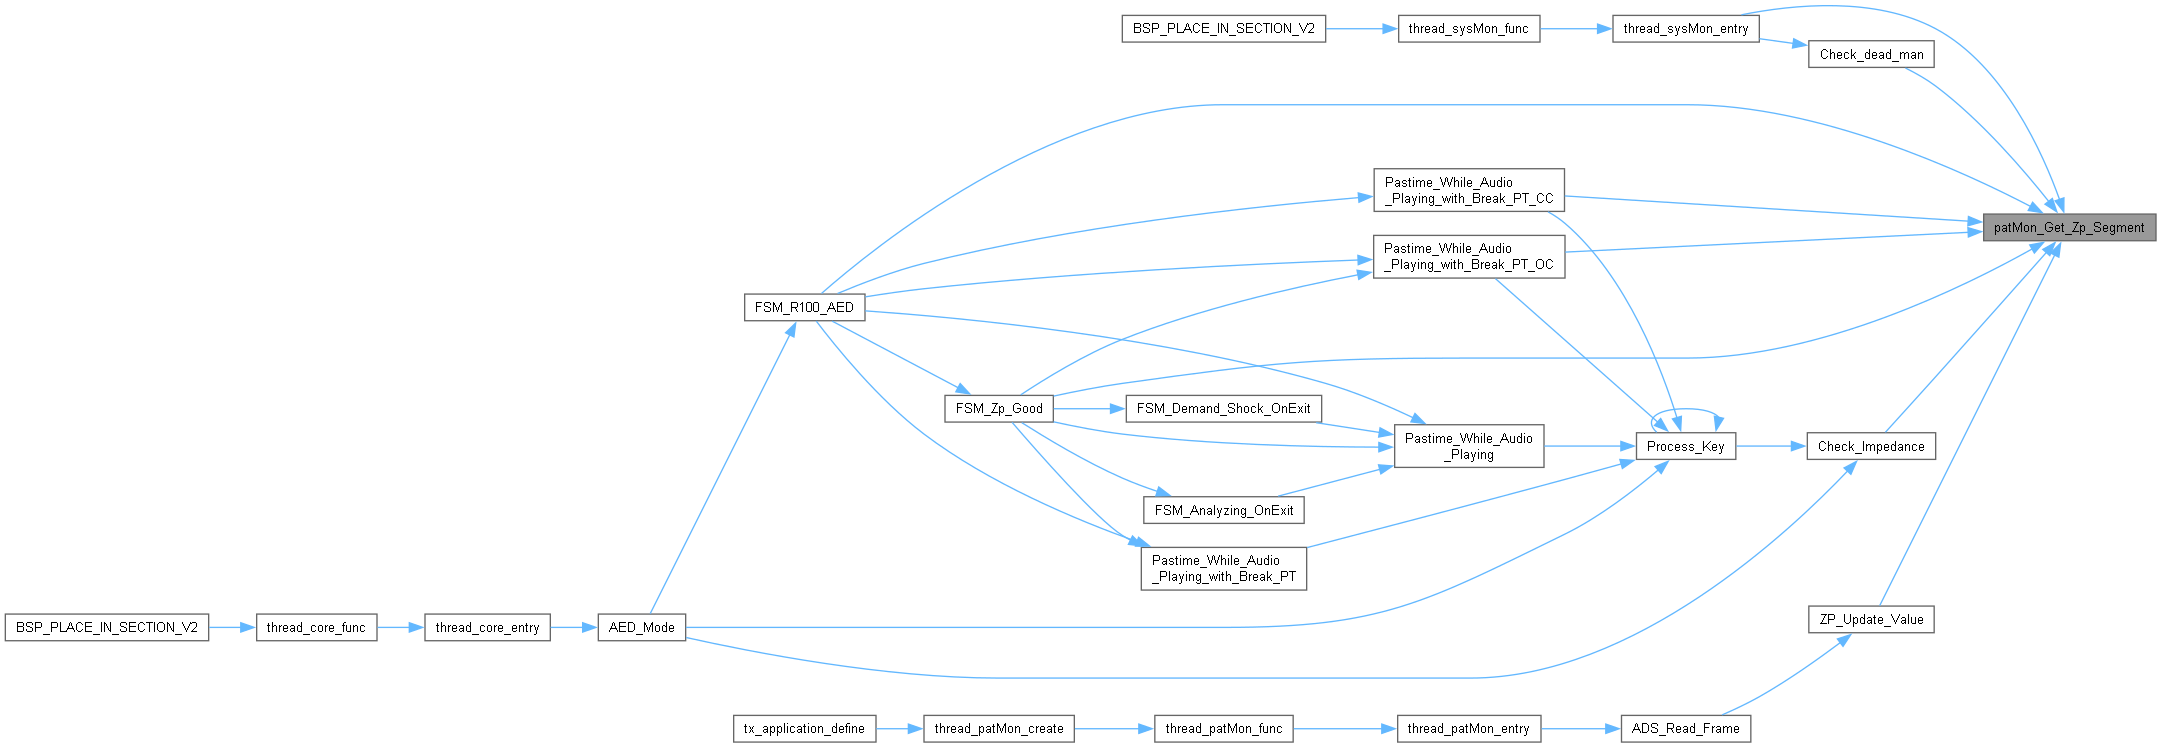 BSP_PLACE_IN_SECTION_V2
thread_sysMon_func
thread_sysMon_entry
Check_dead_man
Pastime_While_Audio
_Playing_with_Break_PT_CC
patMon_Get_Zp_Segment
Pastime_While_Audio
_Playing_with_Break_PT_OC
FSM_R100_AED
FSM_Zp_Good
FSM_Demand_Shock_OnExit
Pastime_While_Audio
_Playing
Process_Key
Check_Impedance
FSM_Analyzing_OnExit
Pastime_While_Audio
_Playing_with_Break_PT
BSP_PLACE_IN_SECTION_V2
thread_core_func
thread_core_entry
AED_Mode
ZP_Update_Value
tx_application_define
thread_patMon_create
thread_patMon_func
thread_patMon_entry
ADS_Read_Frame